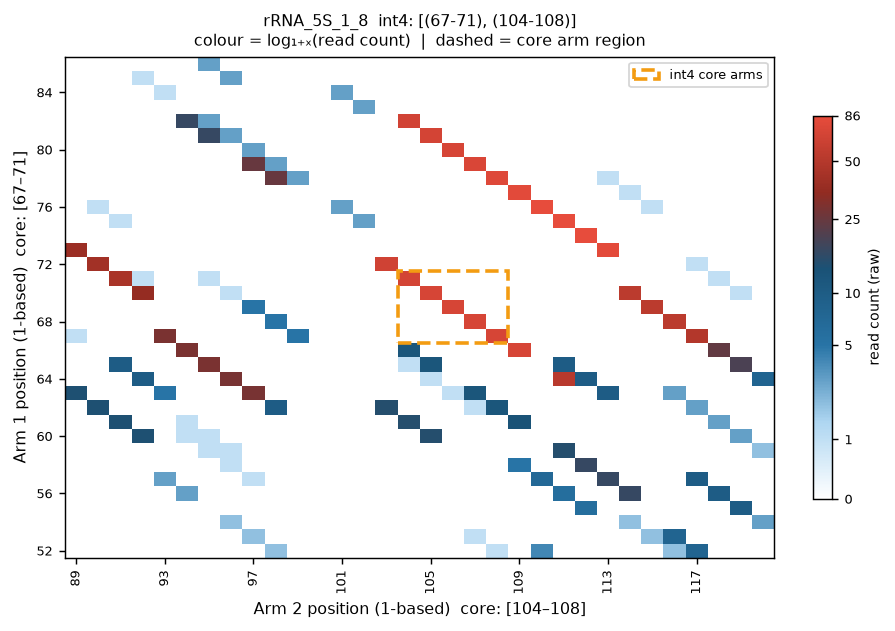 rRNA_5S_1_8  int4: [(67-71), (104-108)]
colour = log₁₊ₓ(read count)  |  dashed = core arm region
int4 core arms
Arm 1 position (1-based)  core: [67–71]
84
80
76
72
68
64
60
56
52
89 93 97 101 105 109 113 117
Arm 2 position (1-based)  core: [104–108]
86
50
25
10
5
1
0
read count (raw)